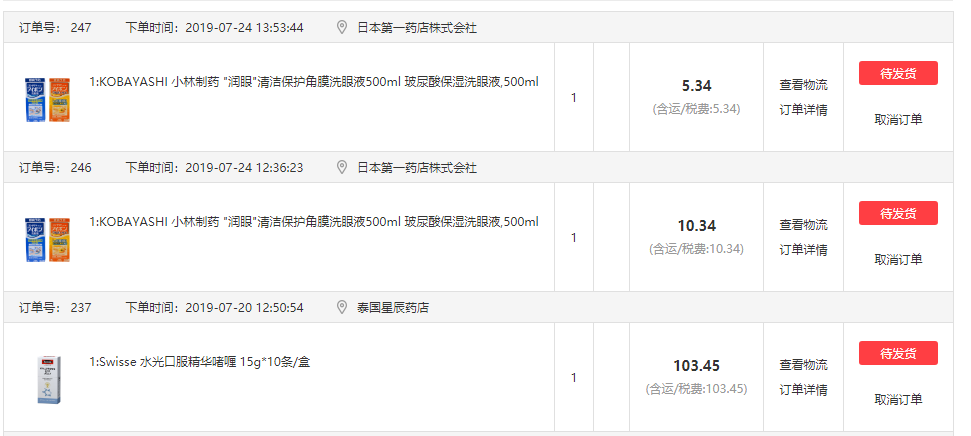 订单号： 247 下单时间：2019-07-24 13:53:44 日本第一药店株式会社
1:KOBAYASHI 小林制药 "润眼"清洁保护角膜洗眼液500ml 玻尿酸保湿洗眼液,500ml
1
5.34
(含运/税费:5.34)
查看物流
订单详情
待发货
取消订单
订单号： 246 下单时间：2019-07-24 12:36:23 日本第一药店株式会社
1:KOBAYASHI 小林制药 "润眼"清洁保护角膜洗眼液500ml 玻尿酸保湿洗眼液,500ml
1
10.34
(含运/税费:10.34)
查看物流
订单详情
待发货
取消订单
订单号： 237 下单时间：2019-07-20 12:50:54 泰国星辰药店
1:Swisse 水光口服精华啫喱 15g*10条/盒
1
103.45
(含运/税费:103.45)
查看物流
订单详情
待发货
取消订单